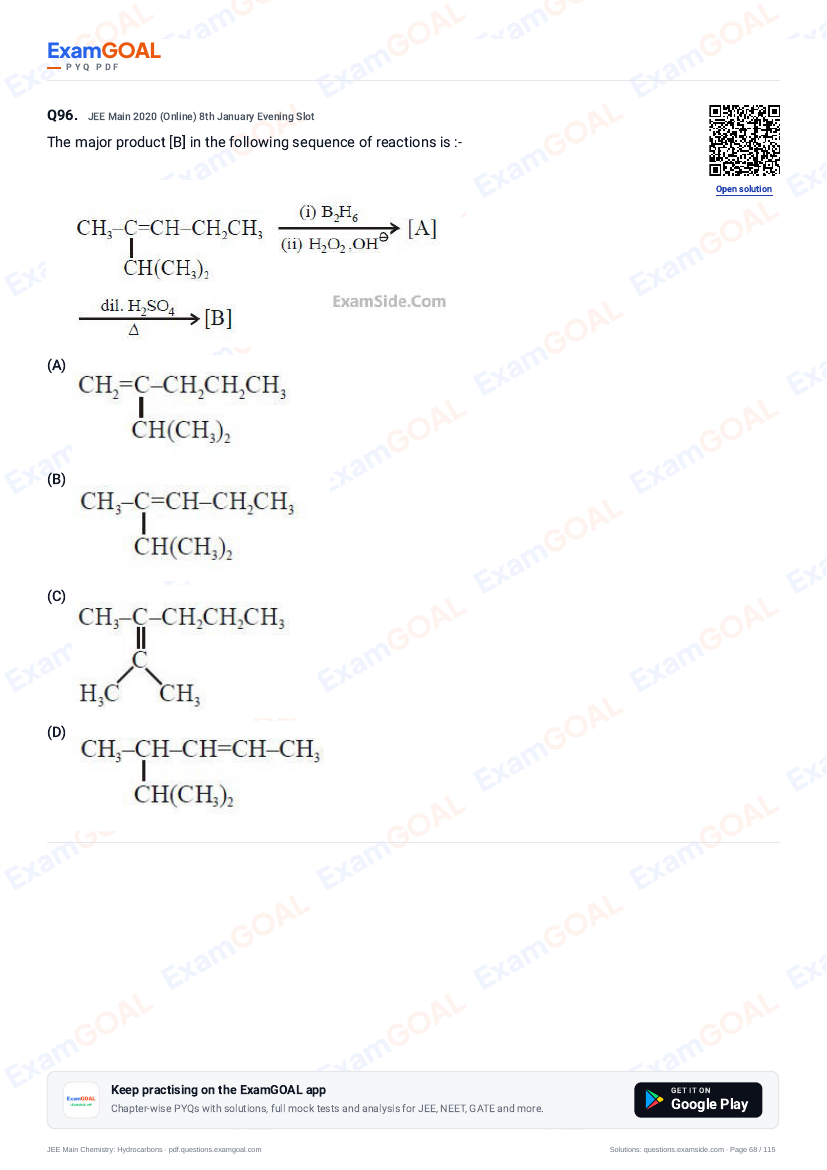 ExamGOAL
PYQ PDF
Q96. JEE Main 2020 (Online) 8th January Evening Slot
The major product [B] in the following sequence of reactions is :-
Open solution
CH₃–C=CH–CH₂CH₃ (i) B₂H₆ [A]
(ii) H₂O₂ ,OH⊖
CH(CH₃)₂
dil. H₂SO₄ [B]
Δ
ExamSide.Com
(A)
CH₂=C–CH₂CH₂CH₃
CH(CH₃)₂
(B)
CH₃–C=CH–CH₂CH₃
CH(CH₃)₂
(C)
CH₃–C–CH₂CH₂CH₃
C
H₃C CH₃
(D)
CH₃–CH–CH=CH–CH₃
CH(CH₃)₂
ExamGOAL
Keep practising on the ExamGOAL app
Chapter-wise PYQs with solutions, full mock tests and analysis for JEE, NEET, GATE and more.
GET IT ON
Google Play
JEE Main Chemistry: Hydrocarbons · pdf.questions.examgoal.com
Solutions: questions.examside.com - Page 68 / 115